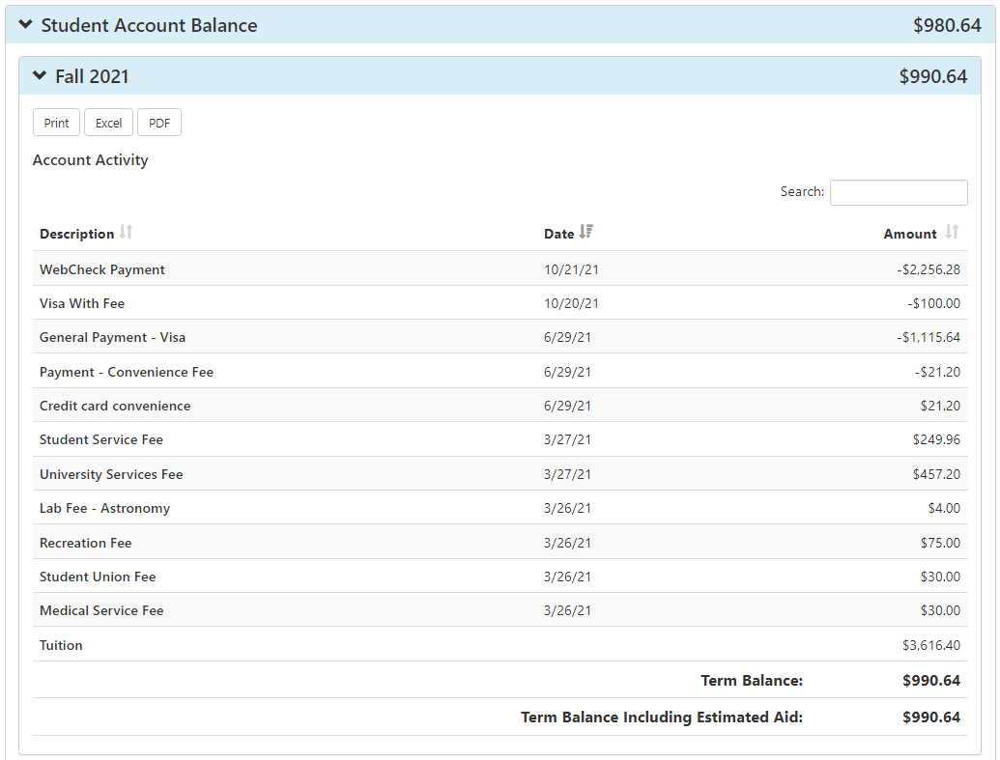 Student Account Balance $980.64
Fall 2021 $990.64
Print Excel PDF
Account Activity
Search:
Description Date Amount
WebCheck Payment 10/21/21 -$2,256.28
Visa With Fee 10/20/21 -$100.00
General Payment - Visa 6/29/21 -$1,115.64
Payment - Convenience Fee 6/29/21 -$21.20
Credit card convenience 6/29/21 $21.20
Student Service Fee 3/27/21 $249.96
University Services Fee 3/27/21 $457.20
Lab Fee - Astronomy 3/26/21 $4.00
Recreation Fee 3/26/21 $75.00
Student Union Fee 3/26/21 $30.00
Medical Service Fee 3/26/21 $30.00
Tuition $3,616.40
Term Balance: $990.64
Term Balance Including Estimated Aid: $990.64